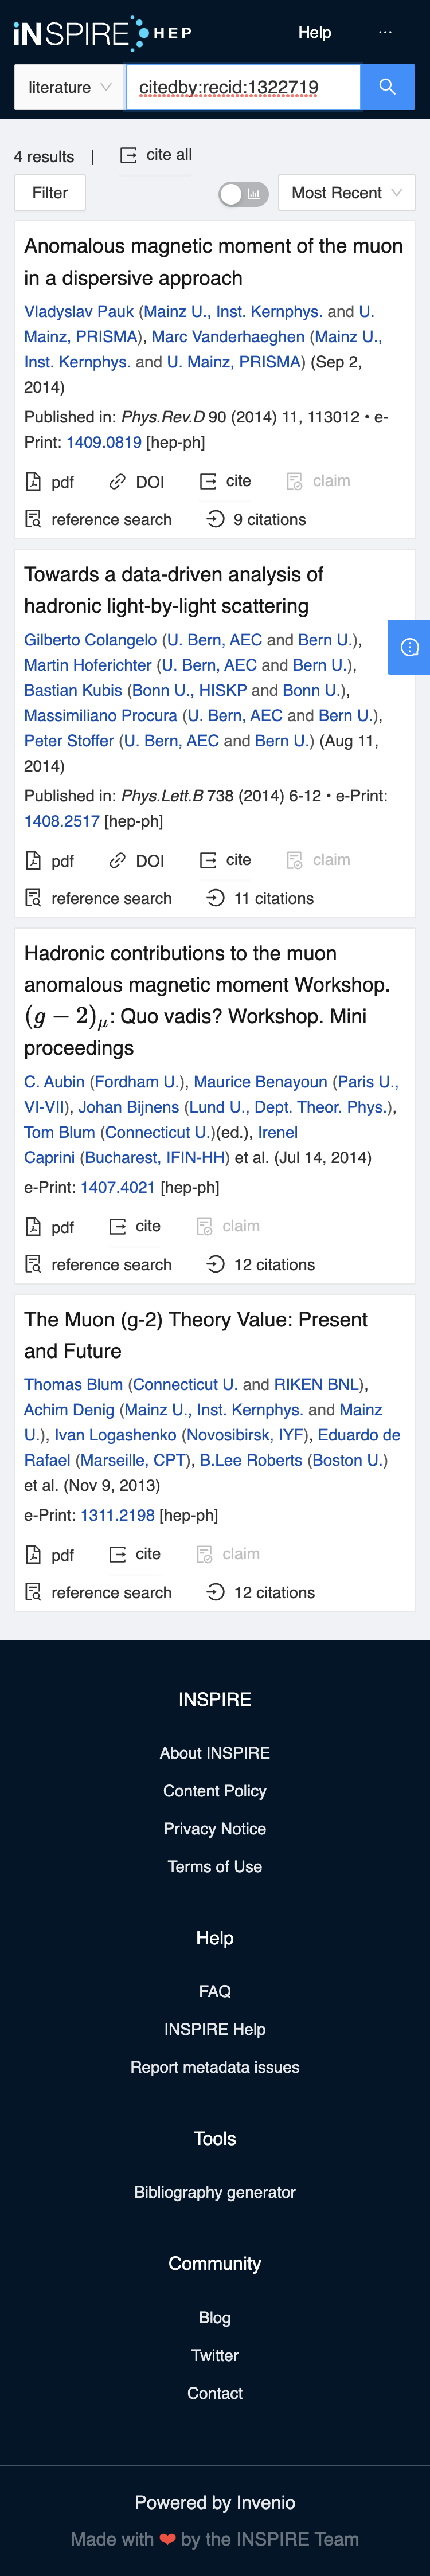 iNSPIRE HEP
Help
...
literature
citedby:recid:1322719
4 results | cite all
Filter
Most Recent
Anomalous magnetic moment of the muon
in a dispersive approach
Vladyslav Pauk (Mainz U., Inst. Kernphys. and U.
Mainz, PRISMA), Marc Vanderhaeghen (Mainz U.,
Inst. Kernphys. and U. Mainz, PRISMA) (Sep 2,
2014)
Published in: Phys.Rev.D 90 (2014) 11, 113012 • e-
Print: 1409.0819 [hep-ph]
pdf DOI cite claim
reference search 9 citations
Towards a data-driven analysis of
hadronic light-by-light scattering
Gilberto Colangelo (U. Bern, AEC and Bern U.),
Martin Hoferichter (U. Bern, AEC and Bern U.),
Bastian Kubis (Bonn U., HISKP and Bonn U.),
Massimiliano Procura (U. Bern, AEC and Bern U.),
Peter Stoffer (U. Bern, AEC and Bern U.) (Aug 11,
2014)
Published in: Phys.Lett.B 738 (2014) 6-12 • e-Print:
1408.2517 [hep-ph]
pdf DOI cite claim
reference search 11 citations
Hadronic contributions to the muon
anomalous magnetic moment Workshop.
(g − 2)μ: Quo vadis? Workshop. Mini
proceedings
C. Aubin (Fordham U.), Maurice Benayoun (Paris U.,
VI-VII), Johan Bijnens (Lund U., Dept. Theor. Phys.),
Tom Blum (Connecticut U.)(ed.), Irenel
Caprini (Bucharest, IFIN-HH) et al. (Jul 14, 2014)
e-Print: 1407.4021 [hep-ph]
pdf cite claim
reference search 12 citations
The Muon (g-2) Theory Value: Present
and Future
Thomas Blum (Connecticut U. and RIKEN BNL),
Achim Denig (Mainz U., Inst. Kernphys. and Mainz
U.), Ivan Logashenko (Novosibirsk, IYF), Eduardo de
Rafael (Marseille, CPT), B.Lee Roberts (Boston U.)
et al. (Nov 9, 2013)
e-Print: 1311.2198 [hep-ph]
pdf cite claim
reference search 12 citations
INSPIRE
About INSPIRE
Content Policy
Privacy Notice
Terms of Use
Help
FAQ
INSPIRE Help
Report metadata issues
Tools
Bibliography generator
Community
Blog
Twitter
Contact
Powered by Invenio
Made with ❤ by the INSPIRE Team